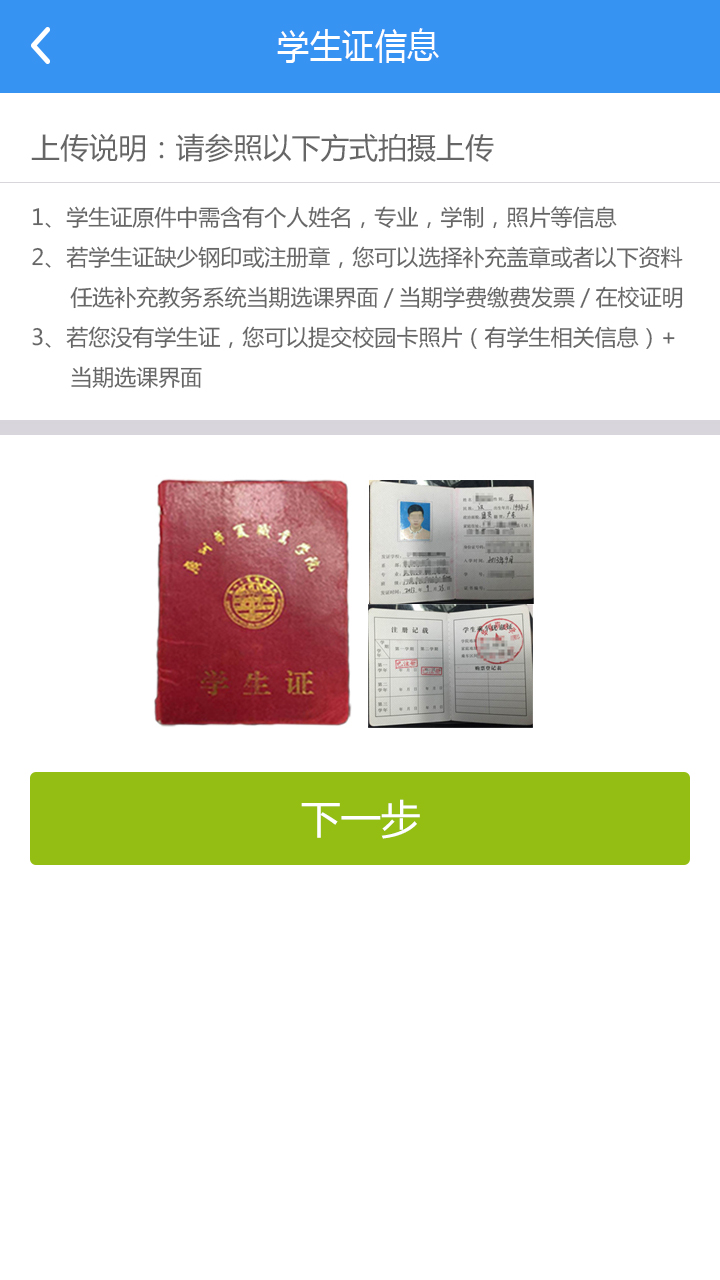 学生证信息
上传说明：请参照以下方式拍摄上传
1、学生证原件中需含有个人姓名，专业，学制，照片等信息
2、若学生证缺少钢印或注册章，您可以选择补充盖章或者以下资料
任选补充教务系统当期选课界面 / 当期学费缴费发票 / 在校证明
3、若您没有学生证，您可以提交校园卡照片（有学生相关信息）+
当期选课界面
学生证
注册记载
下一步